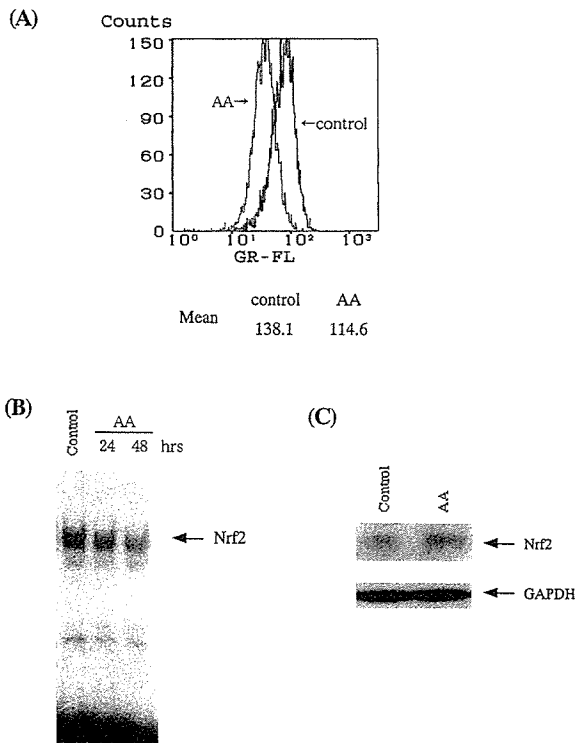 (A)
Counts
150
120
90
60
30
0
AA→
←control
10⁰ 10¹ 10² 10³
GR-FL
control AA
Mean
138.1 114.6
(B)
Control
AA
24 48 hrs
Nrf2
(C)
Control
AA
Nrf2
GAPDH